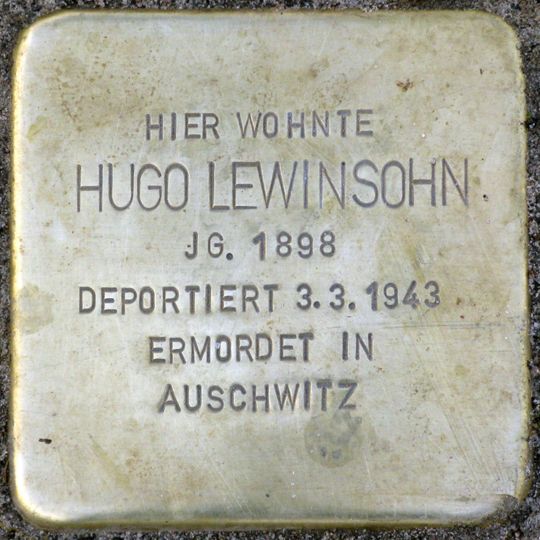 HIER WOHNTE
HUGO LEWINSOHN
JG. 1898
DEPORTIERT 3.3.1943
ERMORDET IN
AUSCHWITZ